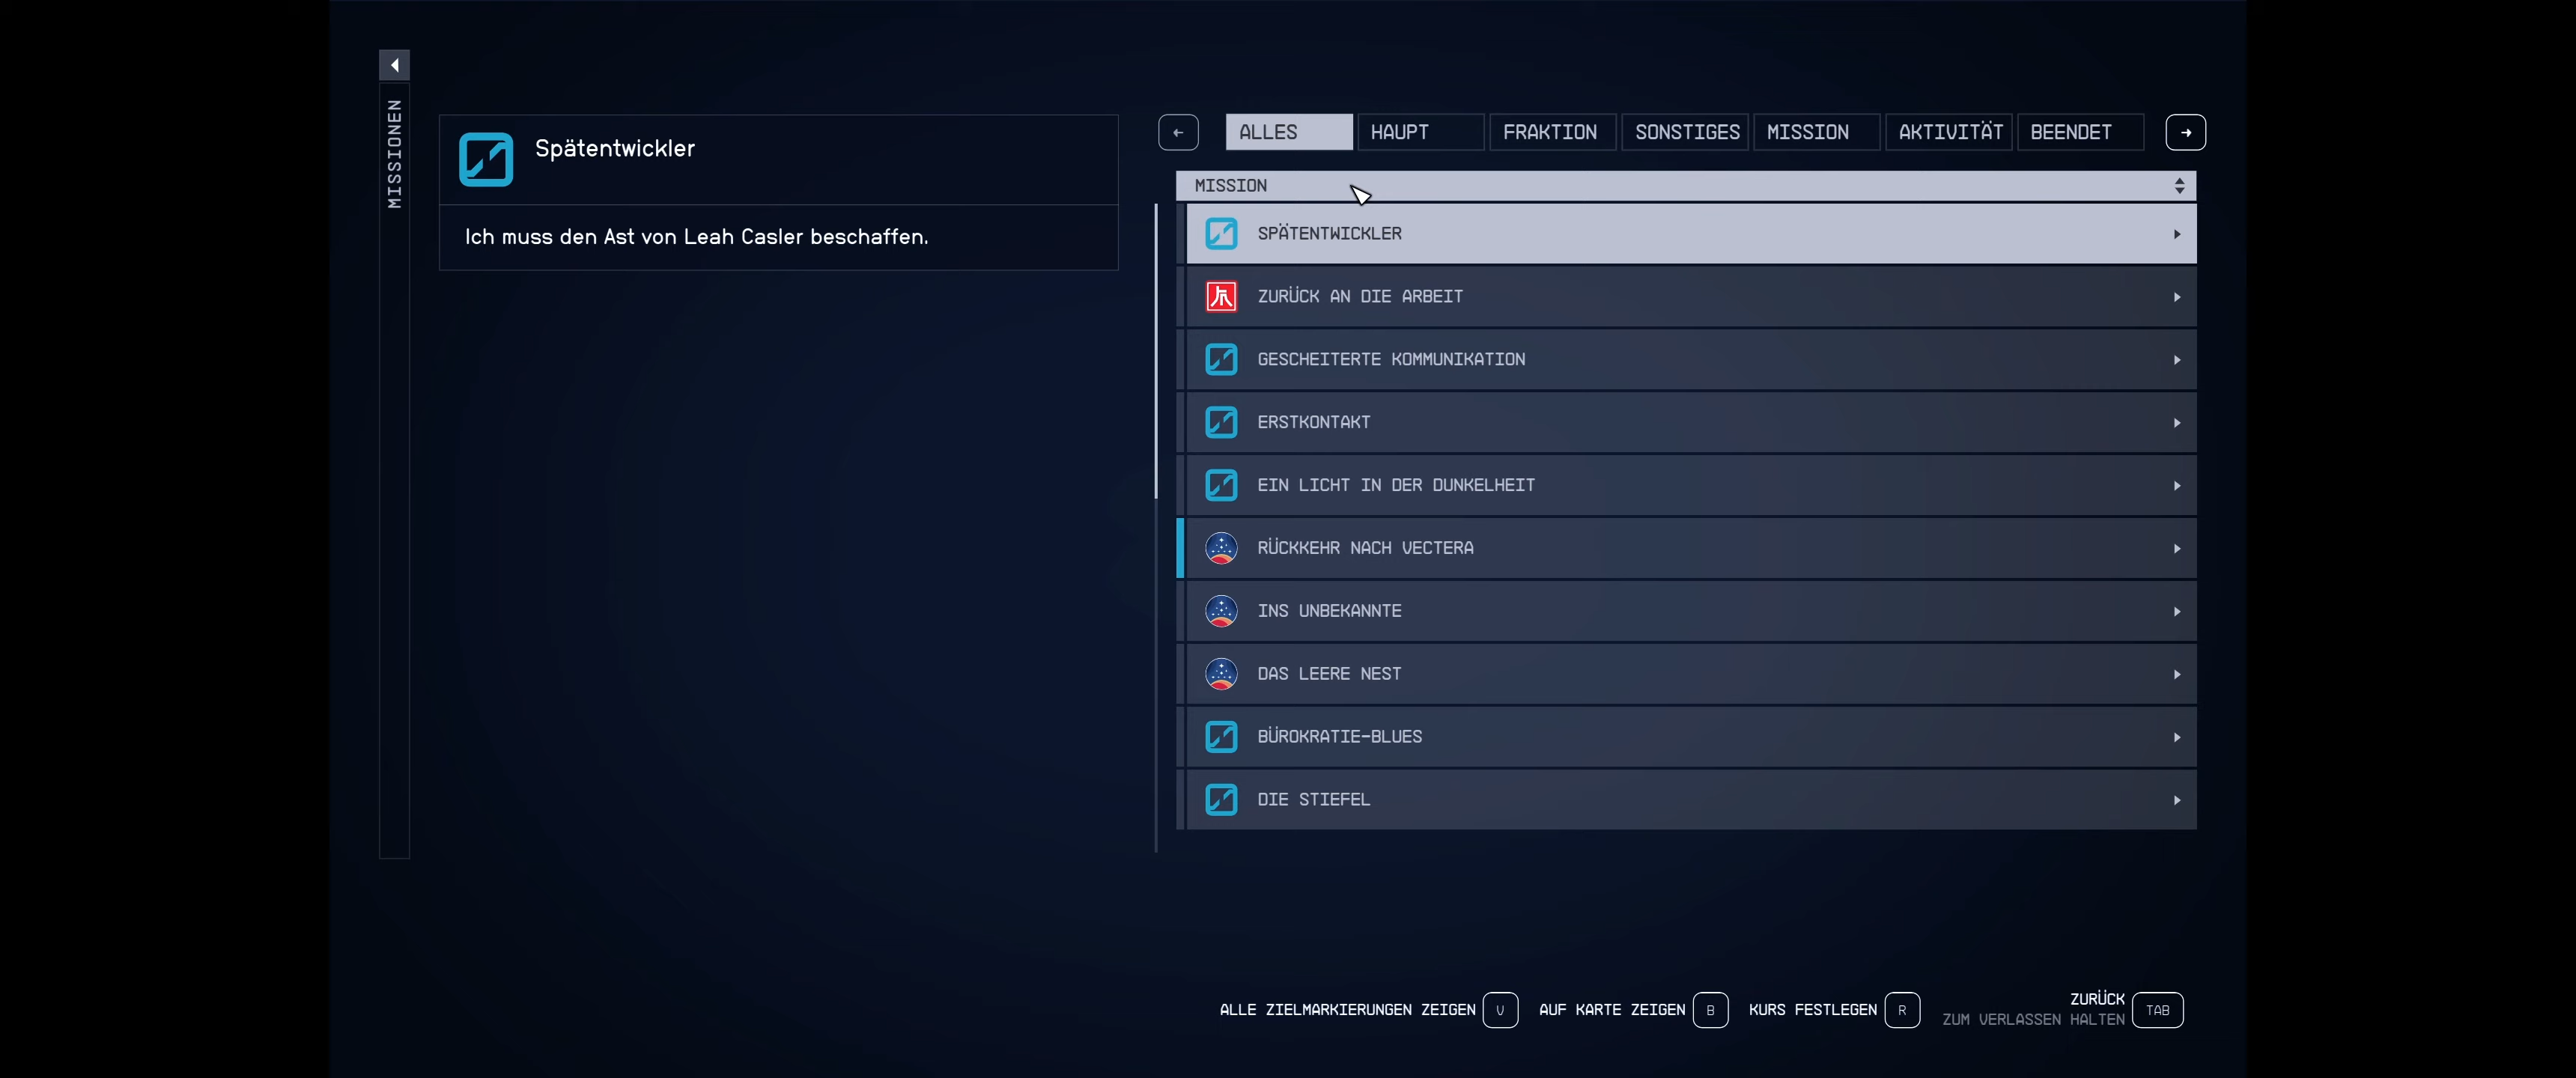 MISSIONEN
Spätentwickler
Ich muss den Ast von Leah Casler beschaffen.
ALLES HAUPT FRAKTION SONSTIGES MISSION AKTIVITÄT BEENDET
MISSION
SPÄTENTWICKLER
ZURÜCK AN DIE ARBEIT
GESCHEITERTE KOMMUNIKATION
ERSTKONTAKT
EIN LICHT IN DER DUNKELHEIT
RÜCKKEHR NACH VECTERA
INS UNBEKANNTE
DAS LEERE NEST
BÜROKRATIE-BLUES
DIE STIEFEL
ALLE ZIELMARKIERUNGEN ZEIGEN V AUF KARTE ZEIGEN B KURS FESTLEGEN R ZURÜCK TAB
ZUM VERLASSEN HALTEN